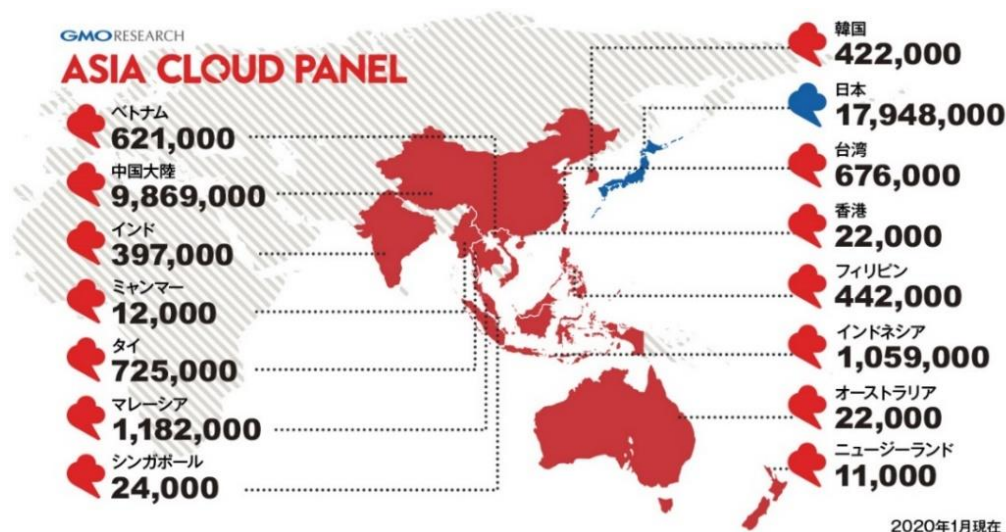 GMO RESEARCH
ASIA CLOUD PANEL
ベトナム
621,000
中国大陸
9,869,000
インド
397,000
ミャンマー
12,000
タイ
725,000
マレーシア
1,182,000
シンガポール
24,000
韓国
422,000
日本
17,948,000
台湾
676,000
香港
22,000
フィリピン
442,000
インドネシア
1,059,000
オーストラリア
22,000
ニュージーランド
11,000
2020年1月現在